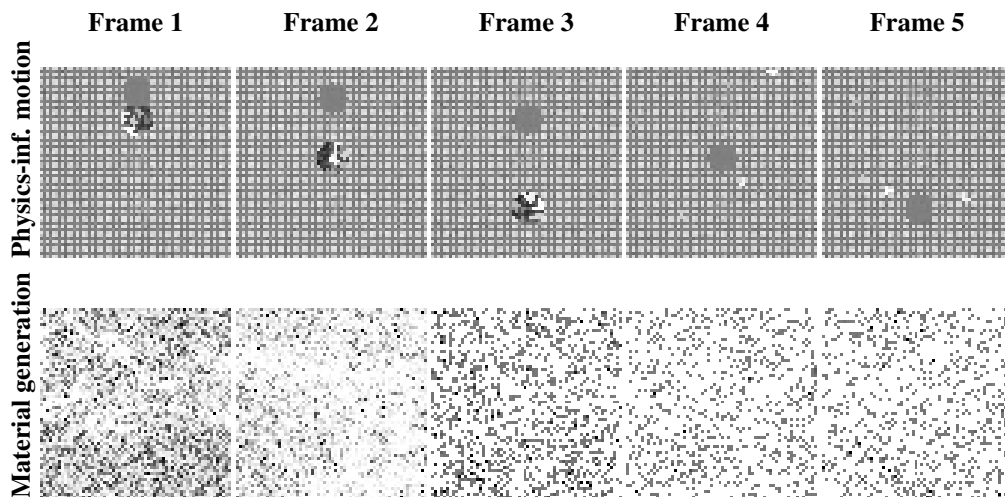 Frame 1 Frame 2 Frame 3 Frame 4 Frame 5
Physics-inf. motion
Material generation